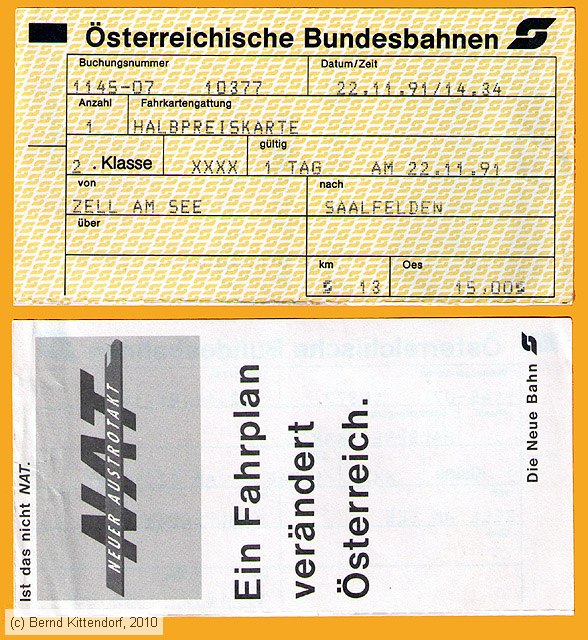 Österreichische Bundesbahnen
Buchungsnummer Datum/Zeit
1145-07 10377 22.11.91/14.34
Anzahl Fahrkartengattung
1 HALBPREISKARTE
gültig
2 . Klasse XXXX 1 TAG AM 22.11.91
von nach
ZELL AM SEE SAALFELDEN
über
km Oes
$ 13 15,00$
Ist das nicht NAT.
NAT
NEUER AUSTROTAKT
Ein Fahrplan
verändert
Österreich.
Die Neue Bahn
(c) Bernd Kittendorf, 2010